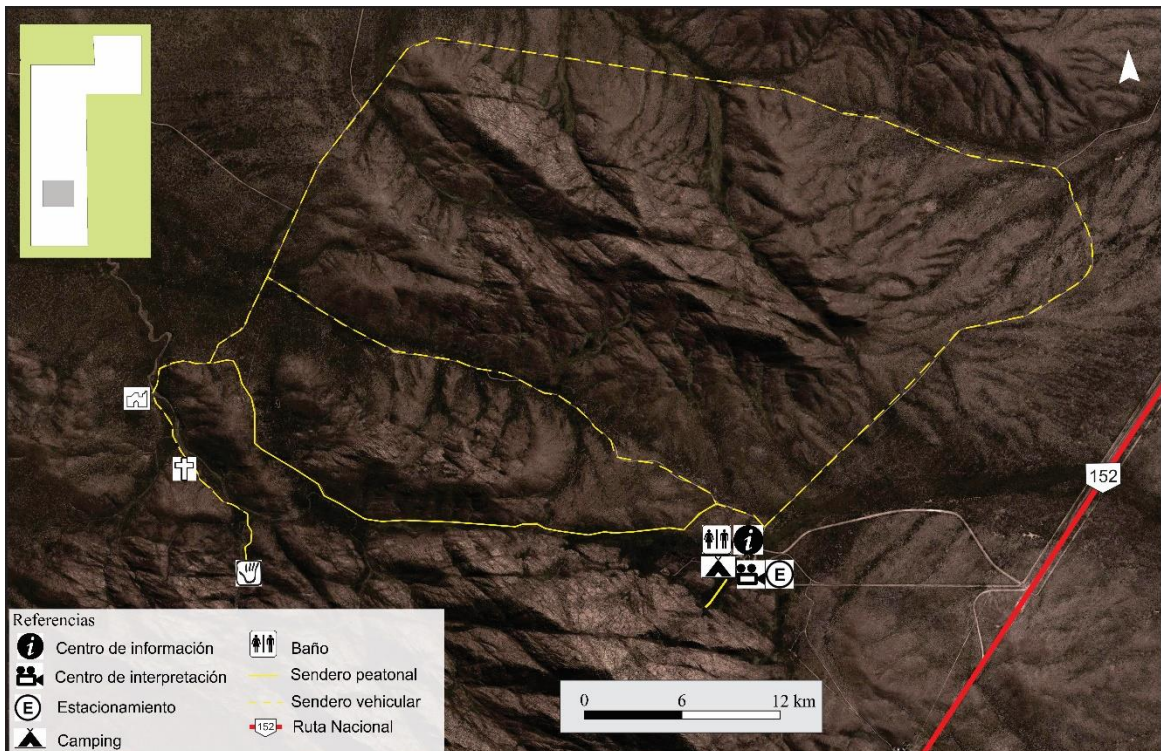 152
E
Referencias
i Centro de información
Centro de interpretación
E Estacionamiento
Camping
Baño
Sendero peatonal
Sendero vehicular
152 Ruta Nacional
0 6 12 km